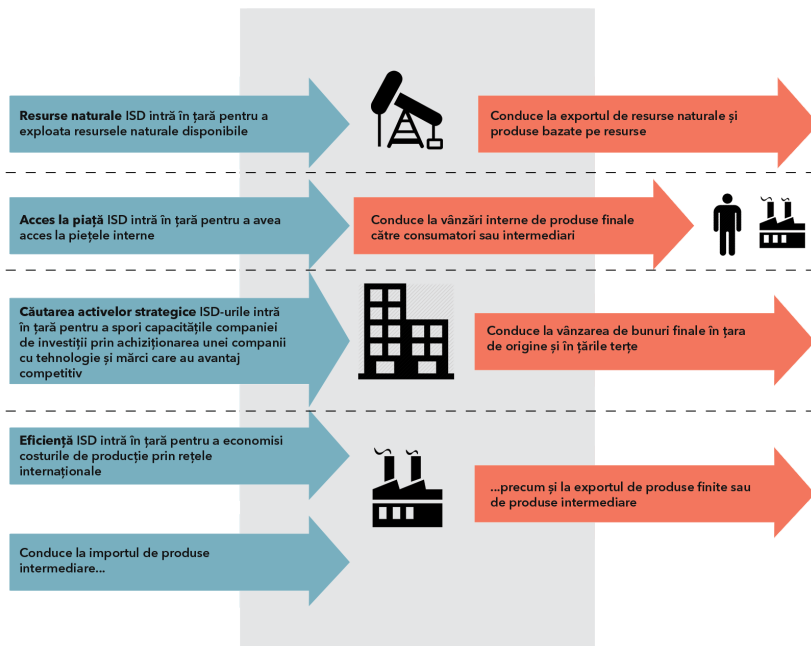 Resurse naturale ISD intră în țară pentru a
exploata resursele naturale disponibile
Conduce la exportul de resurse naturale și
produse bazate pe resurse
Acces la piață ISD intră în țară pentru a avea
acces la piețele interne
Conduce la vânzări interne de produse finale
către consumatori sau intermediari
Căutarea activelor strategice ISD-urile intră
în țară pentru a spori capacitățile companiei
de investiții prin achiziționarea unei companii
cu tehnologie și mărci care au avantaj
competitiv
Conduce la vânzarea de bunuri finale în țara
de origine și în țările terțe
Eficiență ISD intră în țară pentru a economisi
costurile de producție prin rețele
internaționale
...precum și la exportul de produse finite sau
de produse intermediare
Conduce la importul de produse
intermediare...